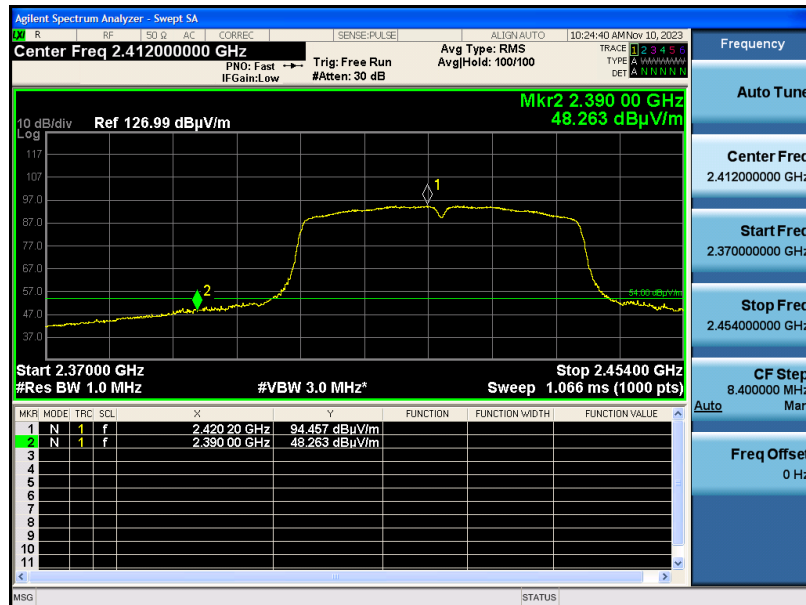 Agilent Spectrum Analyzer - Swept SA
LXI R RF 50 Ω AC CORREC SENSE:PULSE ALIGN AUTO 10:24:40 AM Nov 10, 2023
Center Freq 2.412000000 GHz
PNO: Fast
IFGain:Low
Trig: Free Run
#Atten: 30 dB
Avg Type: RMS
Avg|Hold: 100/100
TRACE 1 2 3 4 5 6
TYPE A W W W W W
DET A N N N N N
Mkr2 2.390 00 GHz
48.263 dBµV/m
10 dB/div Ref 126.99 dBµV/m
Log
117
107
97.0
87.0
77.0
67.0
57.0
47.0
37.0
1
2
54.00 dBµV/m
Start 2.37000 GHz Stop 2.45400 GHz
#Res BW 1.0 MHz #VBW 3.0 MHz* Sweep 1.066 ms (1000 pts)
MKR MODE TRC SCL X Y FUNCTION FUNCTION WIDTH FUNCTION VALUE
1 N 1 f 2.420 20 GHz 94.457 dBµV/m
2 N 1 f 2.390 00 GHz 48.263 dBµV/m
3
4
5
6
7
8
9
10
11
MSG STATUS
Frequency
Auto Tune
Center Freq
2.412000000 GHz
Start Freq
2.370000000 GHz
Stop Freq
2.454000000 GHz
CF Step
8.400000 MHz
Auto Man
Freq Offset
0 Hz